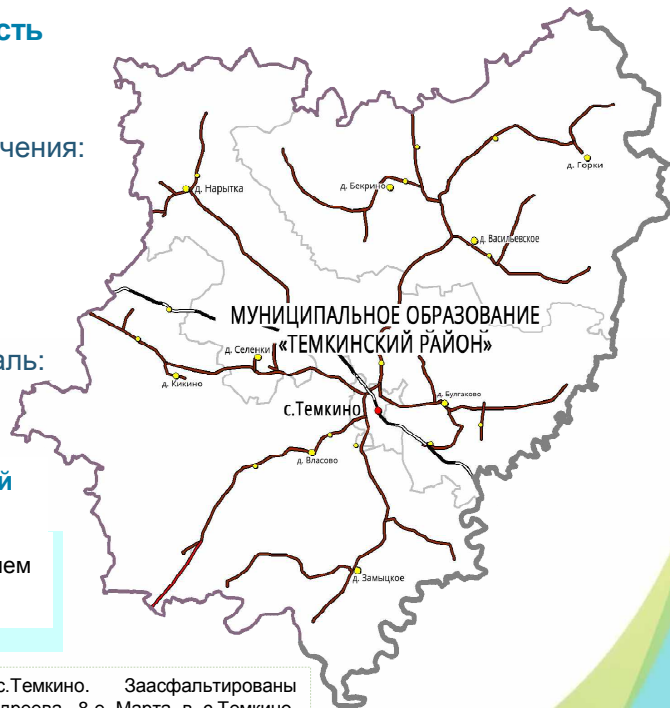 сть
чения:
д. Горки
д. Нарытка
д. Бекрино
д. Васильевское
МУНИЦИПАЛЬНОЕ ОБРАЗОВАНИЕ
«ТЕМКИНСКИЙ РАЙОН»
д. Селенки
аль:
д. Кикино
д. Булгаково
с.Темкино
д. Власово
й
ем
д. Замыцкое
с.Темкино. Заасфальтированы